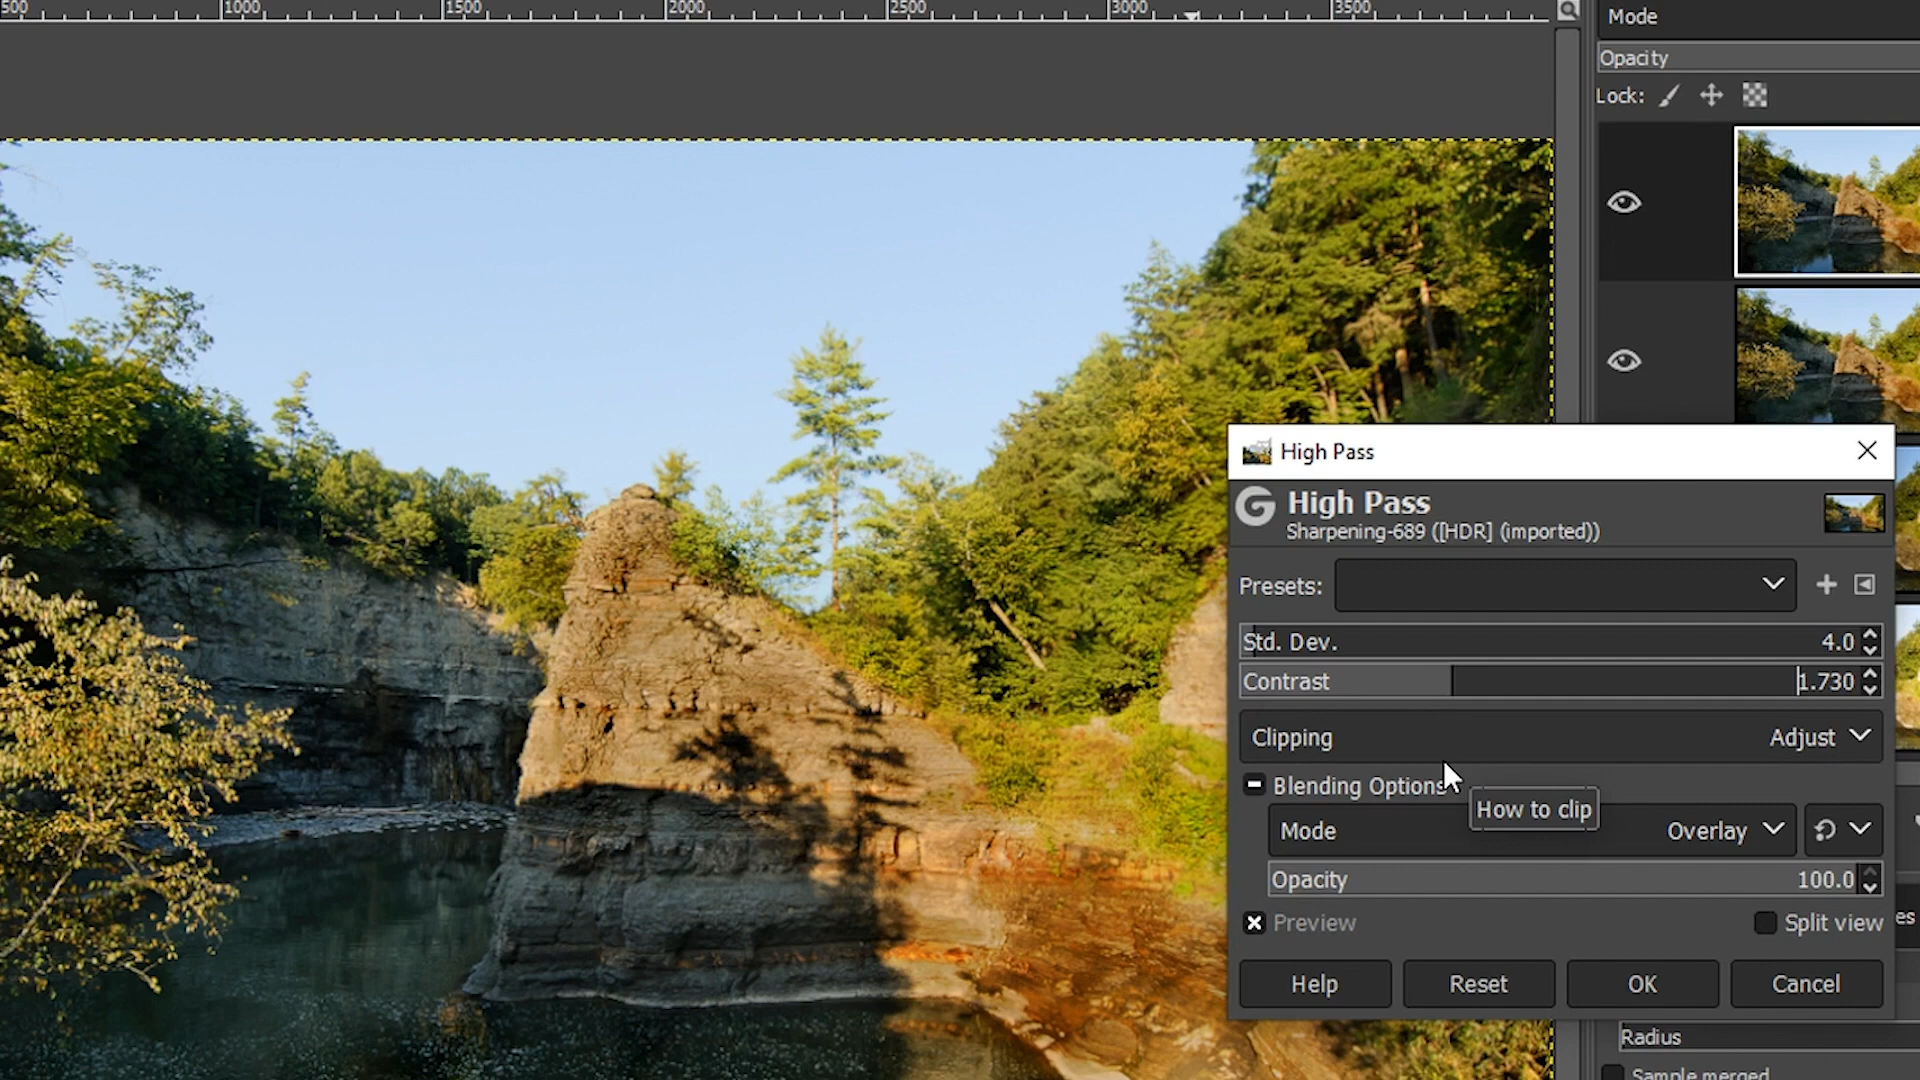 500 1000 1500 2000 2500 3000 3500
Mode
Opacity
Lock:
High Pass
High Pass
Sharpening-689 ([HDR] (imported))
Presets:
Std. Dev. 4.0
Contrast 1.730
Clipping Adjust
Blending Options
How to clip
Mode Overlay
Opacity 100.0
Preview Split view
es
Help Reset OK Cancel
Radius
Sample merged